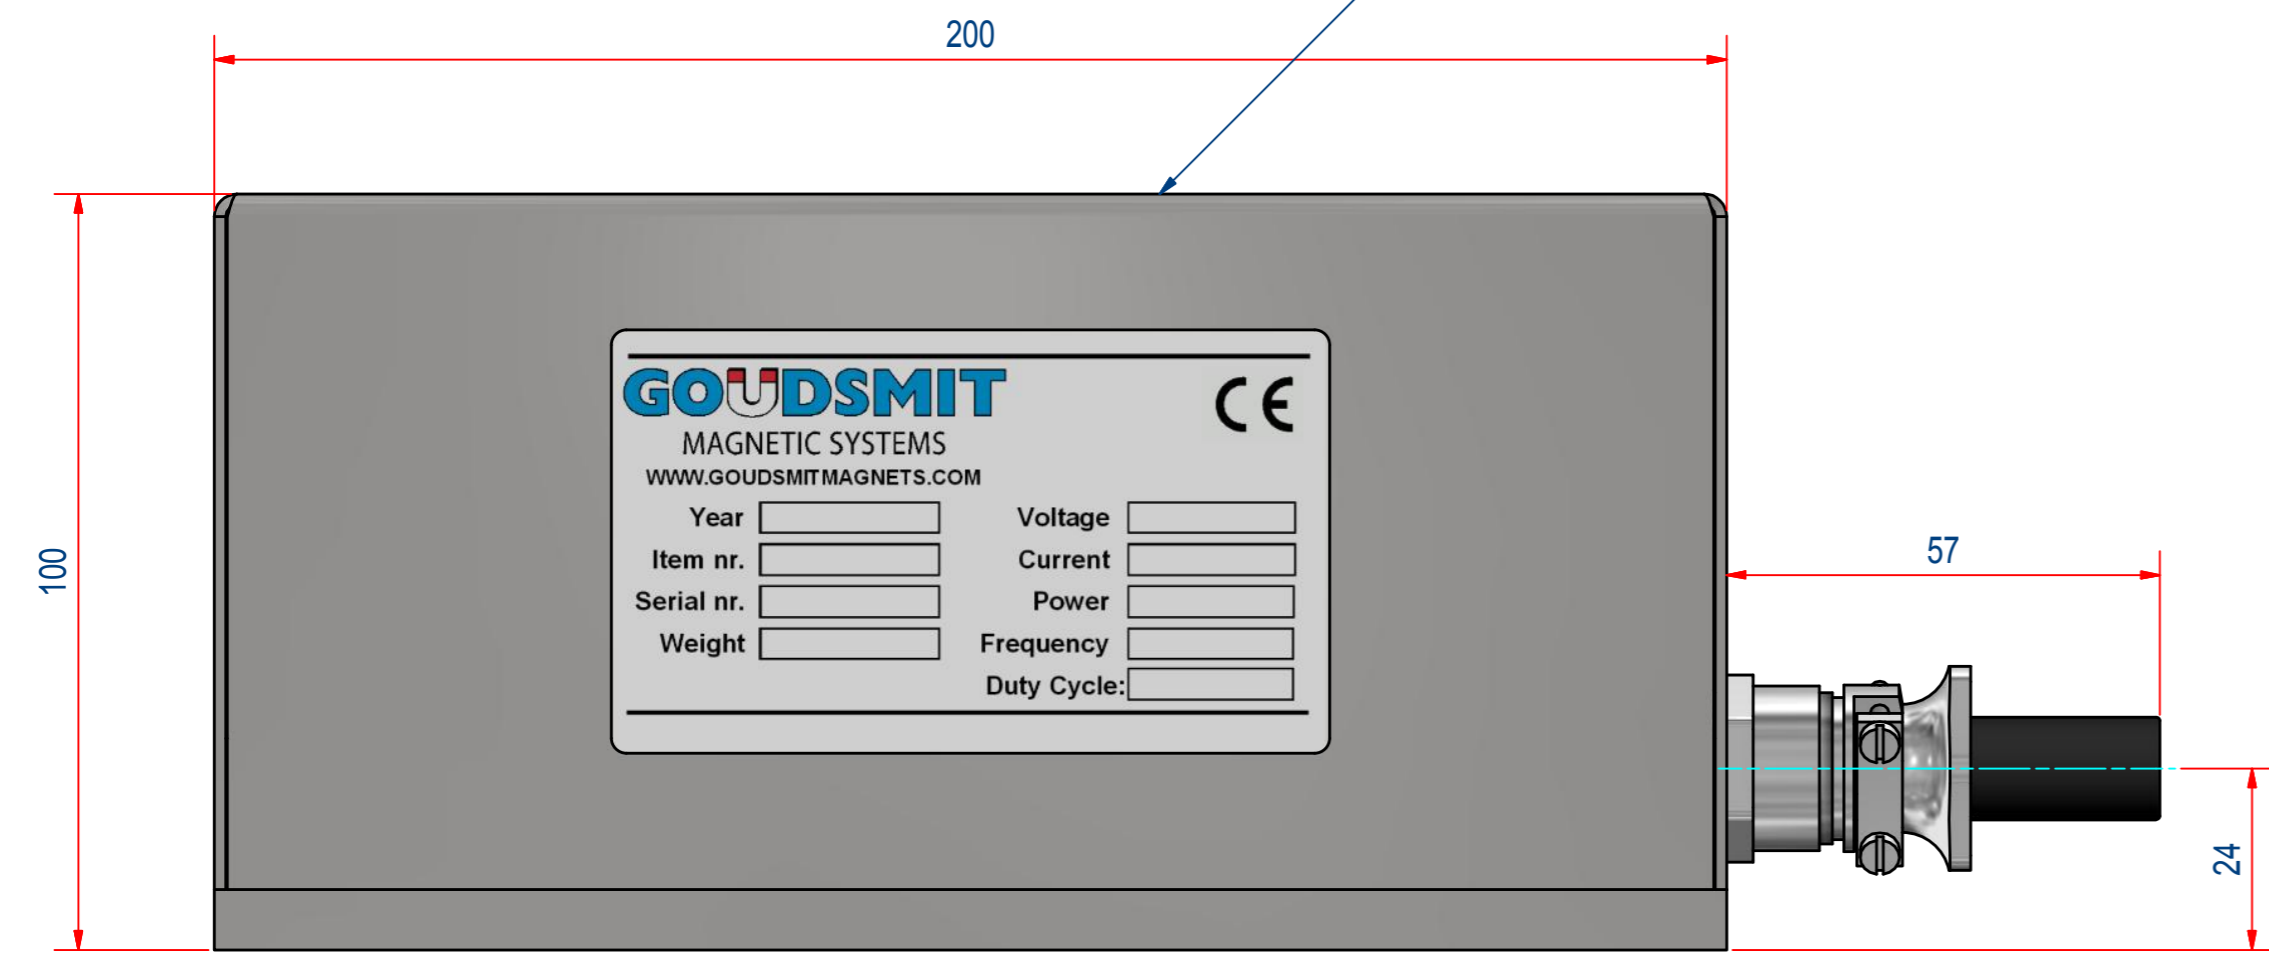 200
100
GOUDSMIT
MAGNETIC SYSTEMS
WWW.GOUDSMITMAGNETS.COM
CE
Year
Item nr.
Serial nr.
Weight
Voltage
Current
Power
Frequency
Duty Cycle:
57
24